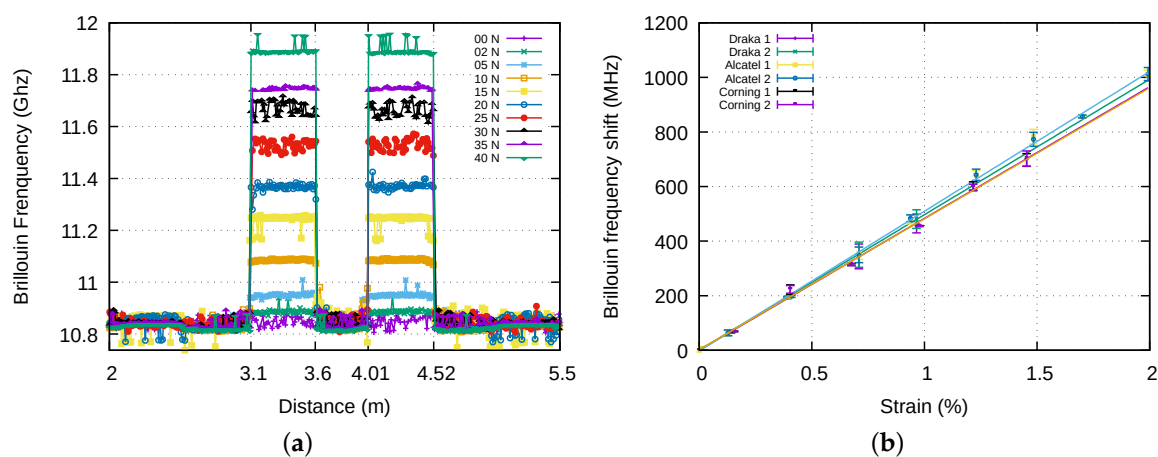 12
11.8
11.6
11.4
11.2
11
10.8
Brillouin Frenquency (Ghz)
2
3.1
3.6
4.01
4.52
5.5
Distance (m)
00 N
02 N
05 N
10 N
15 N
20 N
25 N
30 N
35 N
40 N
(a)
1200
1000
800
600
400
200
0
Brillouin frequency shift (MHz)
0
0.5
1
1.5
2
Strain (%)
Draka 1
Draka 2
Alcatel 1
Alcatel 2
Corning 1
Corning 2
(b)